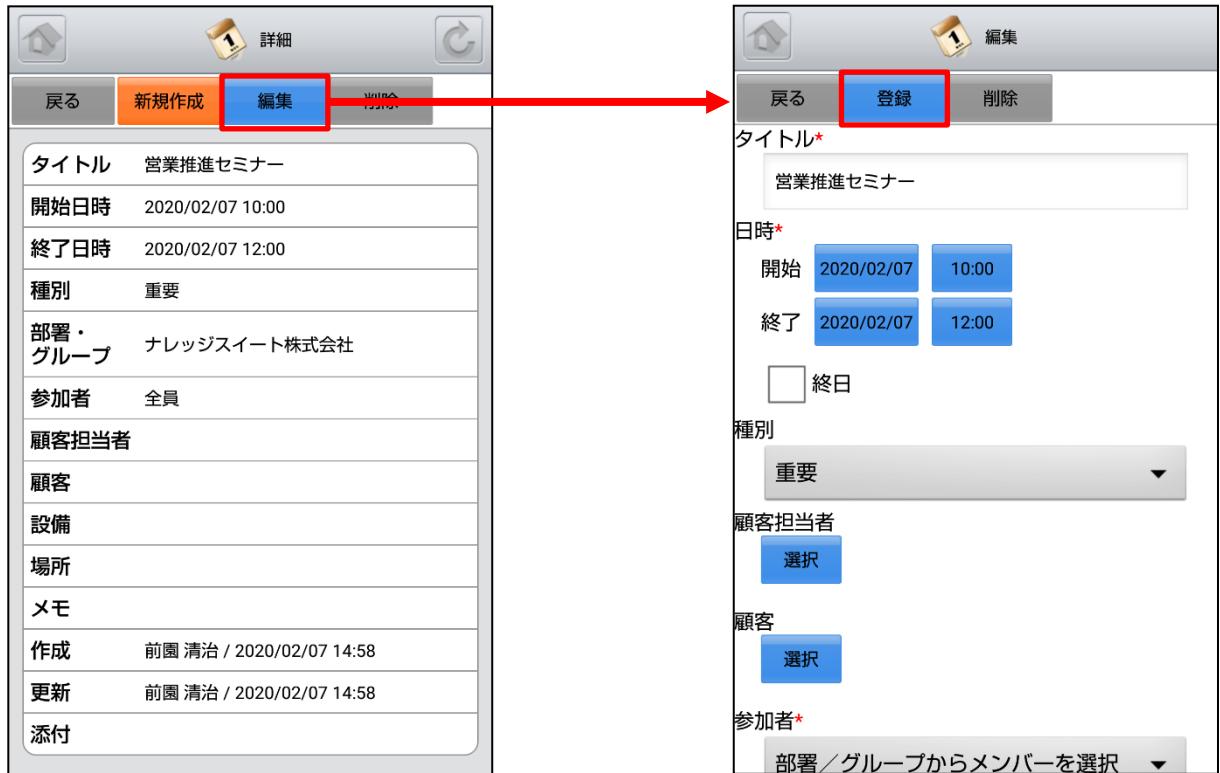 詳細
戻る 新規作成 編集 削除
タイトル 営業推進セミナー
開始日時 2020/02/07 10:00
終了日時 2020/02/07 12:00
種別 重要
部署・
グループ ナレッジスイート株式会社
参加者 全員
顧客担当者
顧客
設備
場所
メモ
作成 前園 清治 / 2020/02/07 14:58
更新 前園 清治 / 2020/02/07 14:58
添付
編集
戻る 登録 削除
タイトル*
営業推進セミナー
日時*
開始 2020/02/07 10:00
終了 2020/02/07 12:00
終日
種別
重要
顧客担当者
選択
顧客
選択
参加者*
部署／グループからメンバーを選択